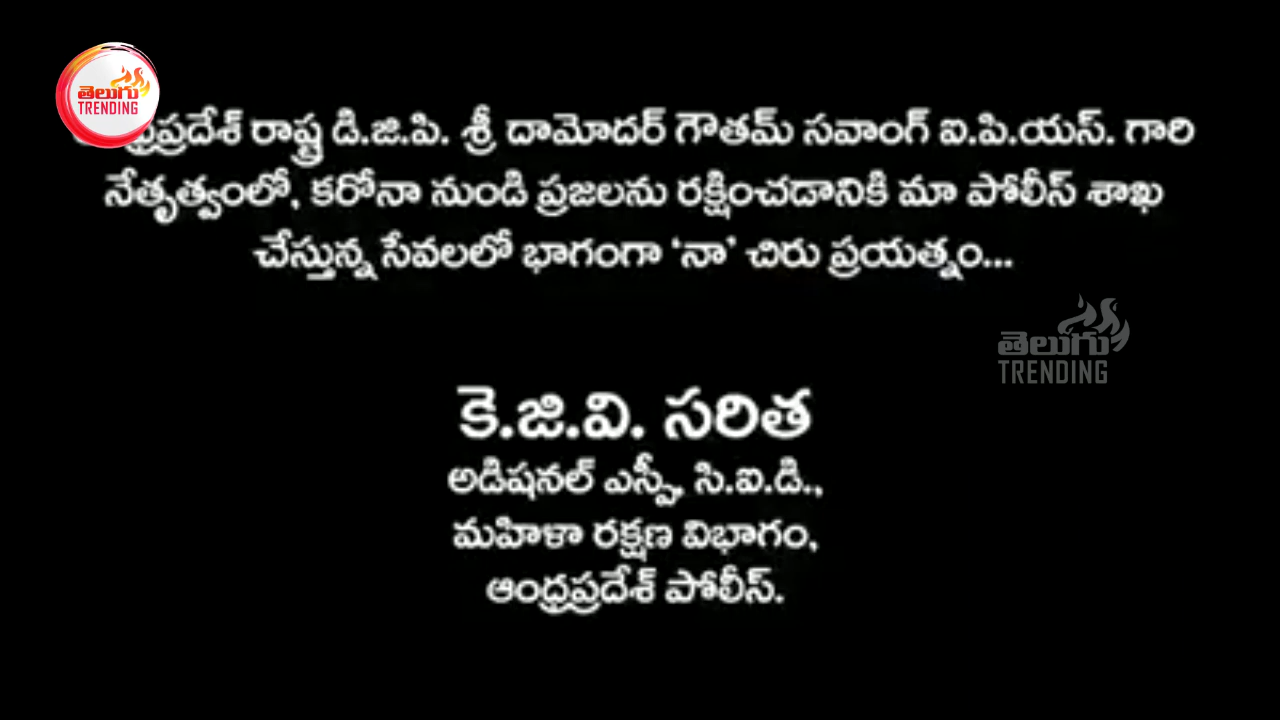 తెలుగు
TRENDING
రాష్ట్ర డి.జి.పి. శ్రీ దామోదర్ గౌతమ్ సవాంగ్ ఐ.పి.యస్. గారి
నేతృత్వంలో, కరోనా నుండి ప్రజలను రక్షించడానికి మా పోలీస్ శాఖ
చేస్తున్న సేవలలో భాగంగా ‘నా’ చిరు ప్రయత్నం...
తెలుగు
TRENDING
కె.జి.వి. సరిత
అడిషనల్ ఎస్పీ, సి.ఐ.డి.,
మహిళా రక్షణ విభాగం,
ఆంధ్రప్రదేశ్ పోలీస్.